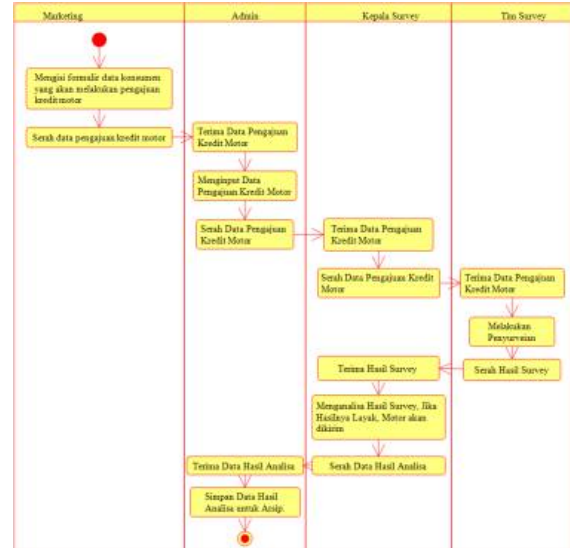 Marketing
Admin
Kepala Survey
Tim Survey
Mengisi formulir data konsumen
yang akan melakukan pengajuan
kredit motor
Serah data pengajuan kredit motor
Terima Data Pengajuan
Kredit Motor
Menginput Data
Pengajuan Kredit Motor
Serah Data Pengajuan
Kredit Motor
Terima Data Pengajuan
Kredit Motor
Serah Data Pengajuan Kredit
Motor
Terima Data Pengajuan
Kredit Motor
Melakukan
Penyurveian
Serah Hasil Survey
Terima Hasil Survey
Menganalisa Hasil Survey, Jika
Hasilnya Layak, Motor akan
dikirim
Serah Data Hasil Analisa
Terima Data Hasil Analisa
Simpan Data Hasil
Analisa untuk Arsip.